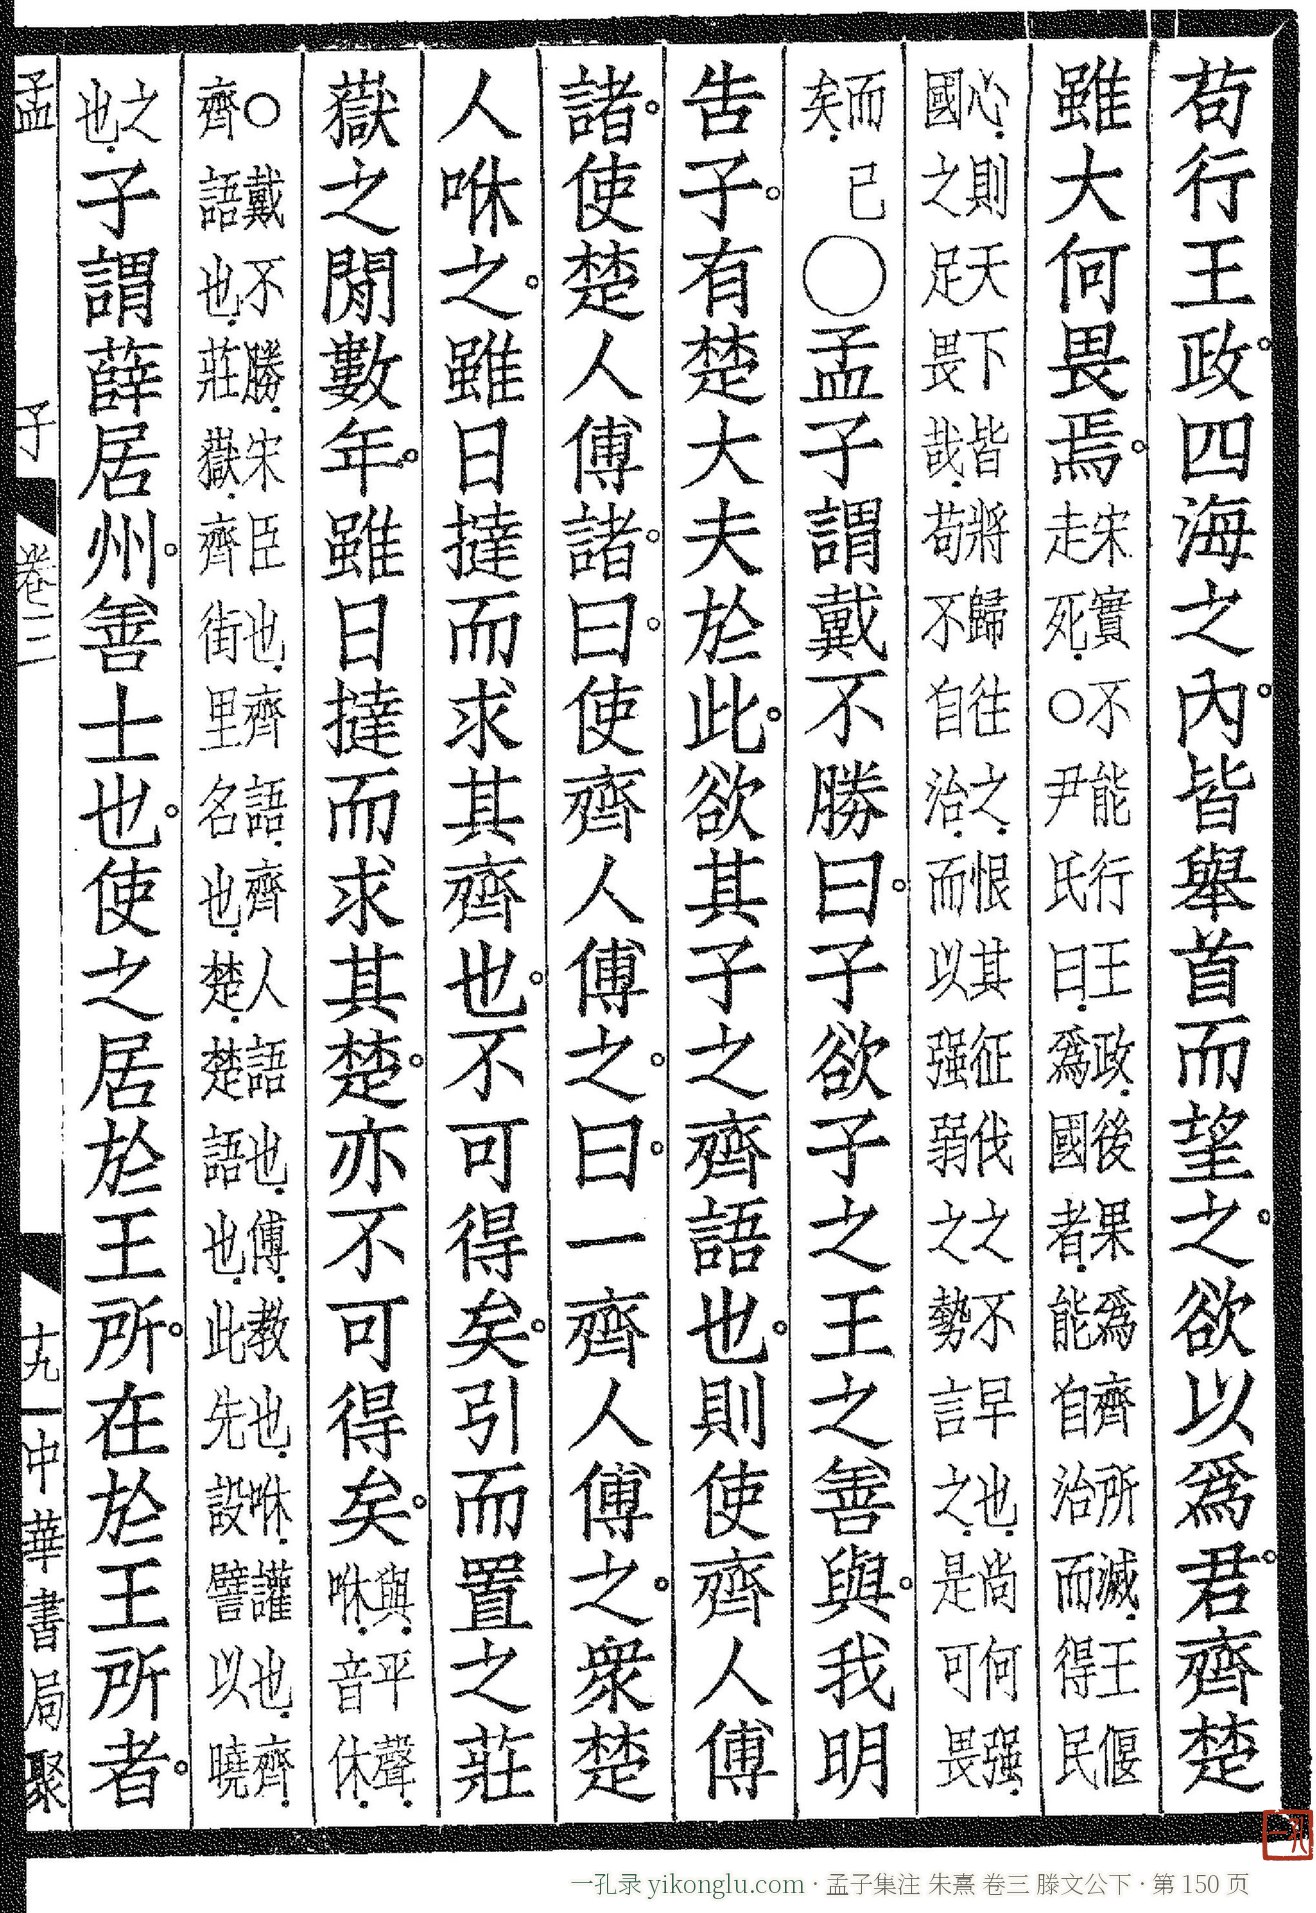 苟行王政。四海之內。皆舉首而望之。欲以爲君。齊楚
雖大何畏焉。宋實不能行王政.後果爲齊所滅.王偃
走死.○尹氏曰.爲國者.能自治而得民
心.則天下皆將歸往之.恨其征伐之不早也.尚何强.
國之足畏哉.苟不自治.而以强弱之勢言之.是可畏
而已
矣.○孟子謂戴不勝曰。子欲子之王之善與。我明
告子。有楚大夫於此。欲其子之齊語也。則使齊人傅
諸。使楚人傅諸。曰。使齊人傅之。曰。一齊人傅之。衆楚
人咻之。雖日撻而求其齊也。不可得矣。引而置之莊
嶽之閒數年。雖日撻而求其楚。亦不可得矣。與.平聲.
咻.音休.
○戴不勝.宋臣也.齊語.齊人語也.傅.教也.咻.讙也.齊.
齊語也.莊嶽.齊街里名也.楚.楚語也.此先設譬以曉
之
也.子謂薛居州。善士也。使之居於王所。在於王所者。
孟子 卷三 十九 中華書局聚
一孔
一孔录 yikonglu.com · 孟子集注 朱熹 卷三 滕文公下 · 第 150 页